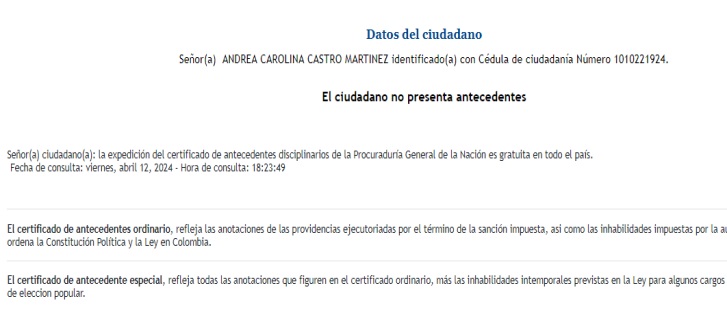 Datos del ciudadano
Señor(a) ANDREA CAROLINA CASTRO MARTINEZ identificado(a) con Cédula de ciudadanía Número 1010221924.
El ciudadano no presenta antecedentes
Señor(a) ciudadano(a): la expedición del certificado de antecedentes disciplinarios de la Procuraduría General de la Nación es gratuita en todo el país.
Fecha de consulta: viernes, abril 12, 2024 - Hora de consulta: 18:23:49
El certificado de antecedentes ordinario, refleja las anotaciones de las providencias ejecutoriadas por el término de la sanción impuesta, asi como las inhabilidades impuestas por la au
ordena la Constitución Política y la Ley en Colombia.
El certificado de antecedente especial, refleja todas las anotaciones que figuren en el certificado ordinario, más las inhabilidades intemporales previstas en la Ley para algunos cargos
de eleccion popular.